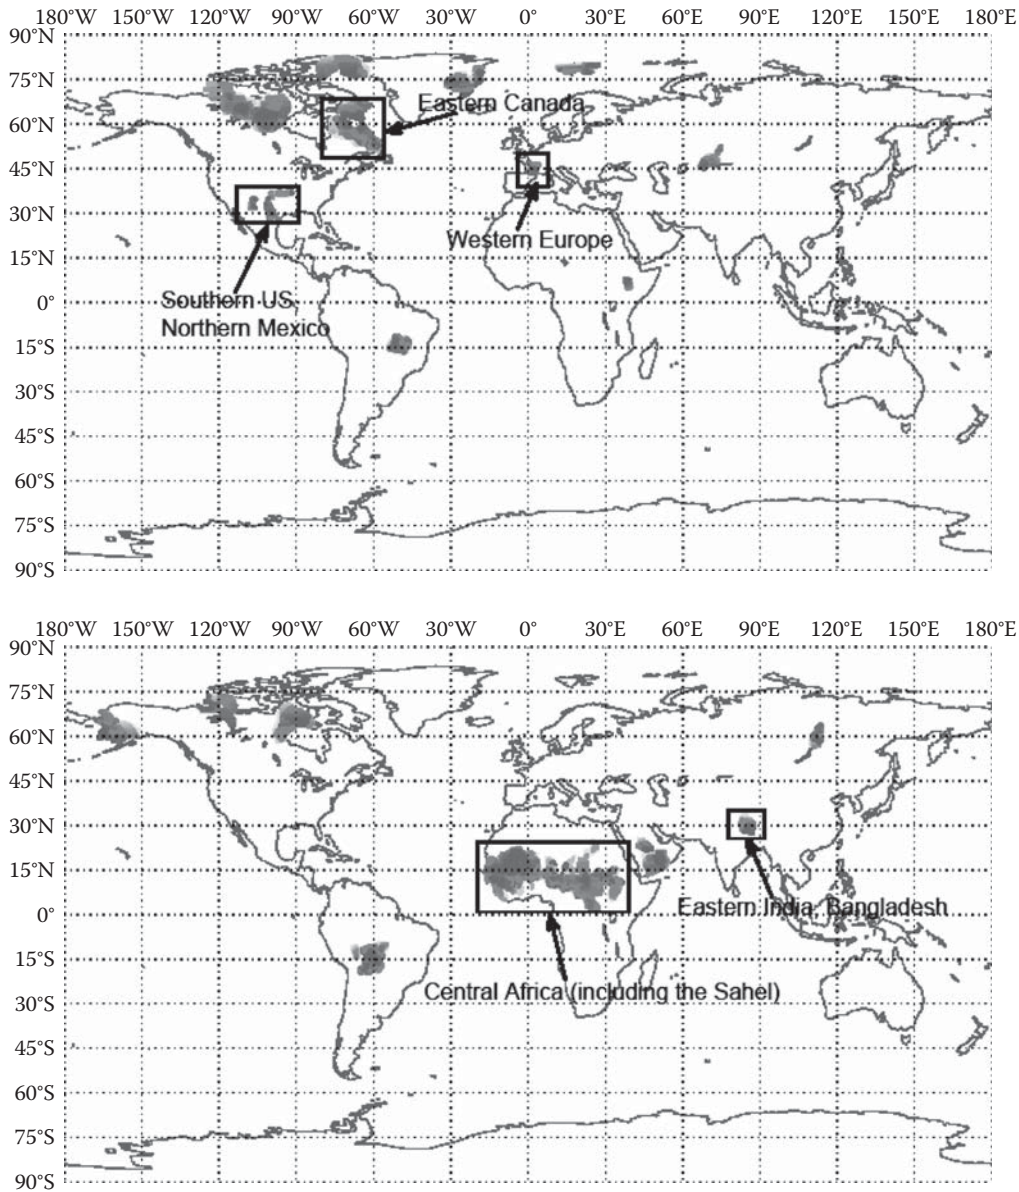 180°W 150°W 120°W 90°W 60°W 30°W 0° 30°E 60°E 90°E 120°E 150°E 180°E
90°N
75°N
Eastern Canada
60°N
45°N
30°N
Western Europe
15°N
0°
Southern US,
Northern Mexico
15°S
30°S
45°S
60°S
75°S
90°S
180°W 150°W 120°W 90°W 60°W 30°W 0° 30°E 60°E 90°E 120°E 150°E 180°E
90°N
75°N
60°N
45°N
30°N
15°N
Eastern India, Bangladesh
0°
15°S
Central Africa (including the Sahel)
30°S
45°S
60°S
75°S
90°S